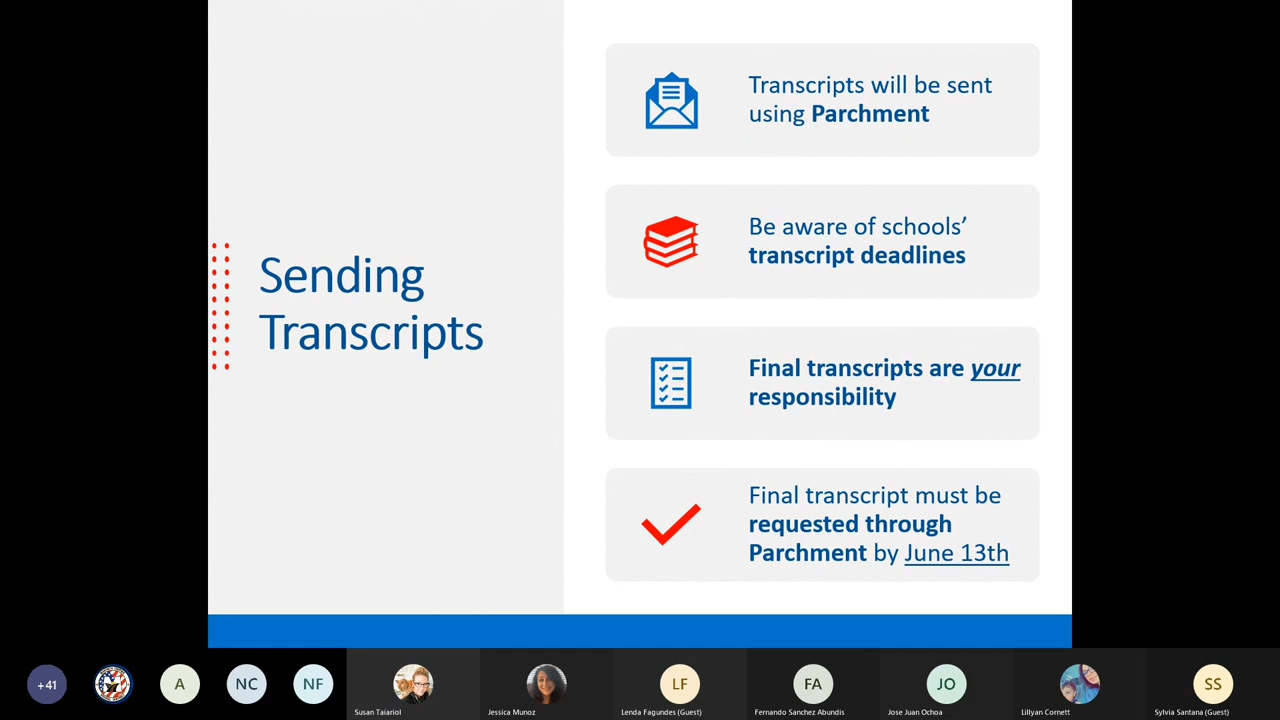 Sending
Transcripts
Transcripts will be sent
using Parchment
Be aware of schools’
transcript deadlines
Final transcripts are your
responsibility
Final transcript must be
requested through
Parchment by June 13th
+41
A
NC
NF
Susan Taiariol
Jessica Munoz
LF
Lenda Fagundes (Guest)
FA
Fernando Sanchez Abundis
JO
Jose Juan Ochoa
Lillyan Cornett
SS
Sylvia Santana (Guest)